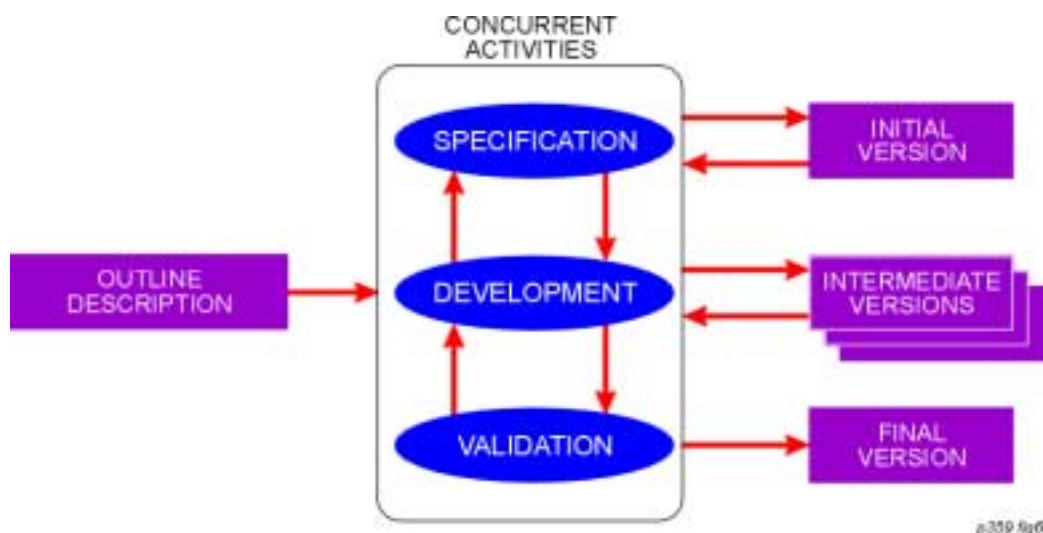 CONCURRENT
ACTIVITIES
SPECIFICATION
INITIAL
VERSION
OUTLINE
DESCRIPTION
DEVELOPMENT
INTERMEDIATE
VERSIONS
VALIDATION
FINAL
VERSION